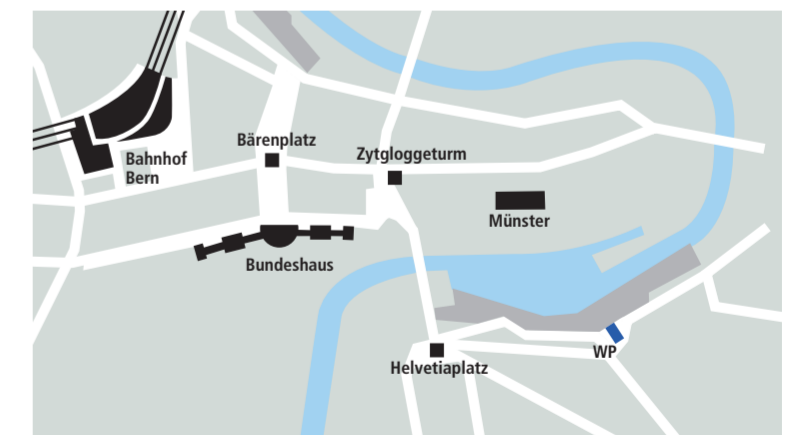 Bärenplatz
Zytgloggeturm
Bahnhof
Bern
Münster
Bundeshaus
WP
Helvetiaplatz